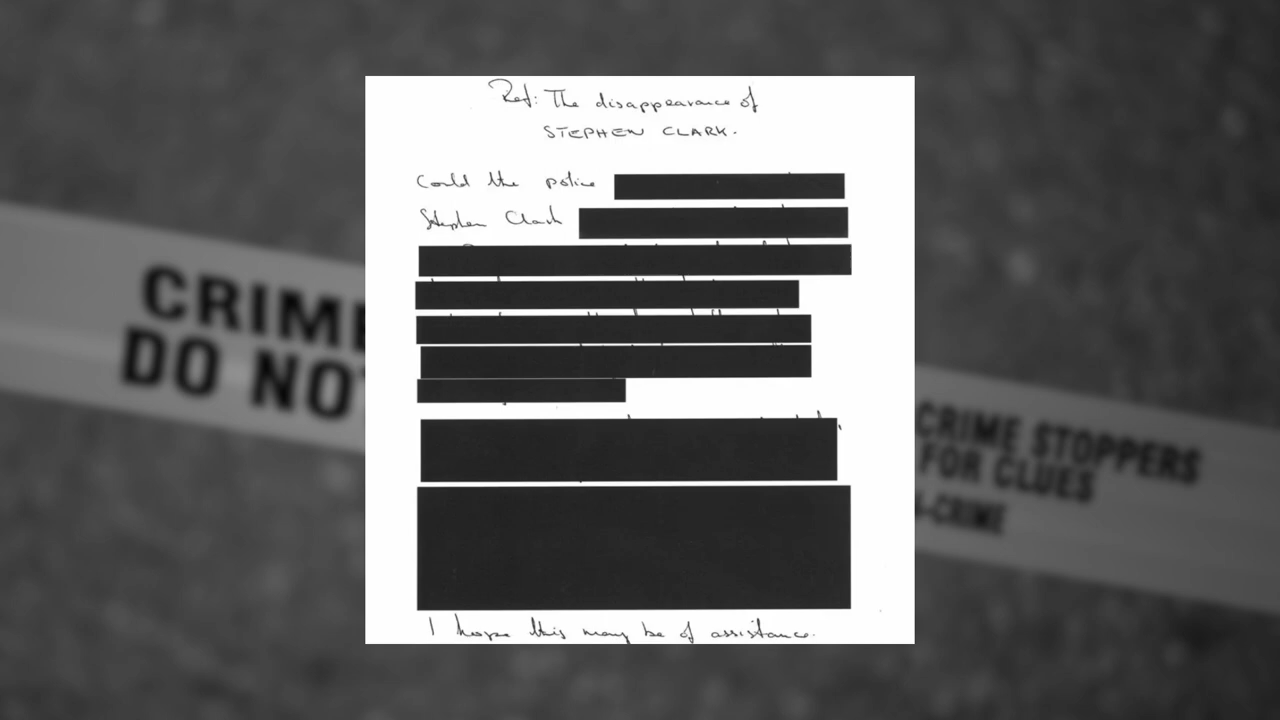 Ref: The disappearance of
STEPHEN CLARK.
Could the police
Stephen Clark
I hope this may be of assistance.
CRIME
DO NOT
CRIME STOPPERS
FOR CLUES
-CRIME